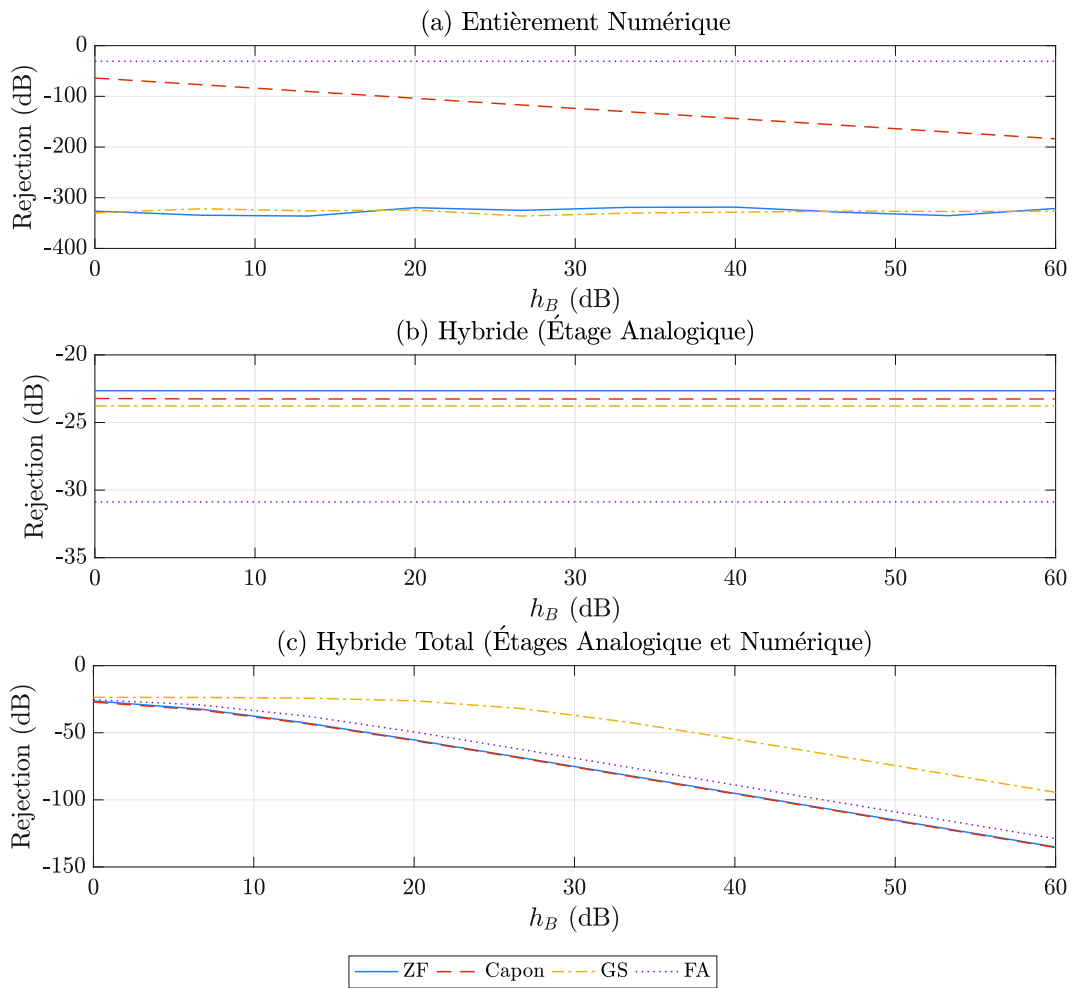 (a) Entièrement Numérique
Rejection (dB)
0
-100
-200
-300
-400
0 10 20 30 40 50 60
h_B (dB)
(b) Hybride (Étage Analogique)
Rejection (dB)
-20
-25
-30
-35
0 10 20 30 40 50 60
h_B (dB)
(c) Hybride Total (Étages Analogique et Numérique)
Rejection (dB)
0
-50
-100
-150
0 10 20 30 40 50 60
h_B (dB)
ZF Capon GS FA